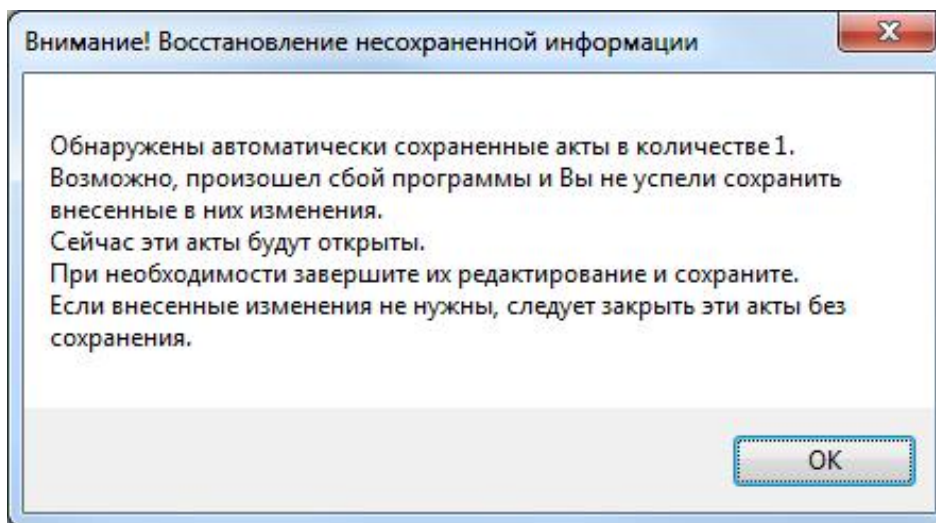 Внимание! Восстановление несохраненной информации
Обнаружены автоматически сохраненные акты в количестве 1.
Возможно, произошел сбой программы и Вы не успели сохранить
внесенные в них изменения.
Сейчас эти акты будут открыты.
При необходимости завершите их редактирование и сохраните.
Если внесенные изменения не нужны, следует закрыть эти акты без
сохранения.
ОК